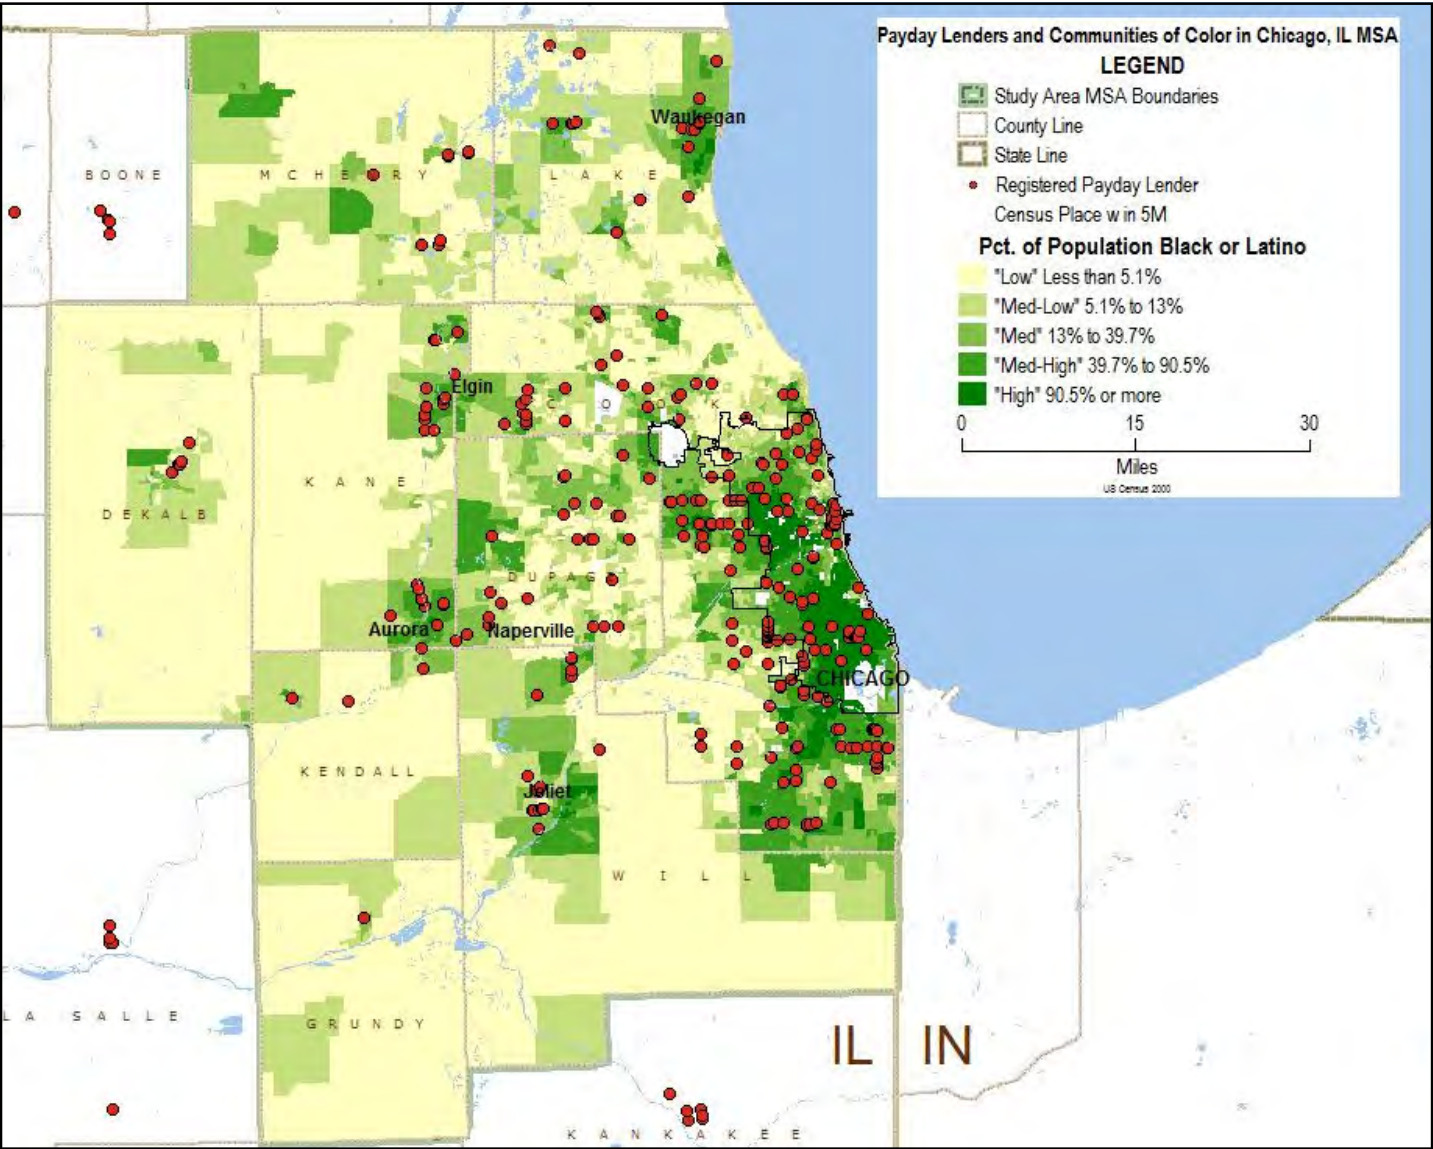 Payday Lenders and Communities of Color in Chicago, IL MSA
LEGEND
Study Area MSA Boundaries
County Line
State Line
Registered Payday Lender
Census Place w in 5M
Pct. of Population Black or Latino
"Low" Less than 5.1%
"Med-Low" 5.1% to 13%
"Med" 13% to 39.7%
"Med-High" 39.7% to 90.5%
"High" 90.5% or more
0 15 30
Miles
US Census 2000
Waukegan
BOONE
MCHENRY
LAKE
Elgin
COOK
KANE
DEKALB
DUPAGE
Aurora
Naperville
CHICAGO
KENDALL
Joliet
WILL
LA SALLE
GRUNDY
IL IN
KANKAKEE